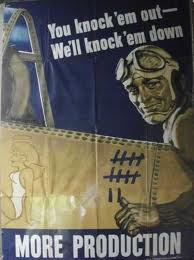 You knock 'em out—
We'll knock 'em down
MORE PRODUCTION